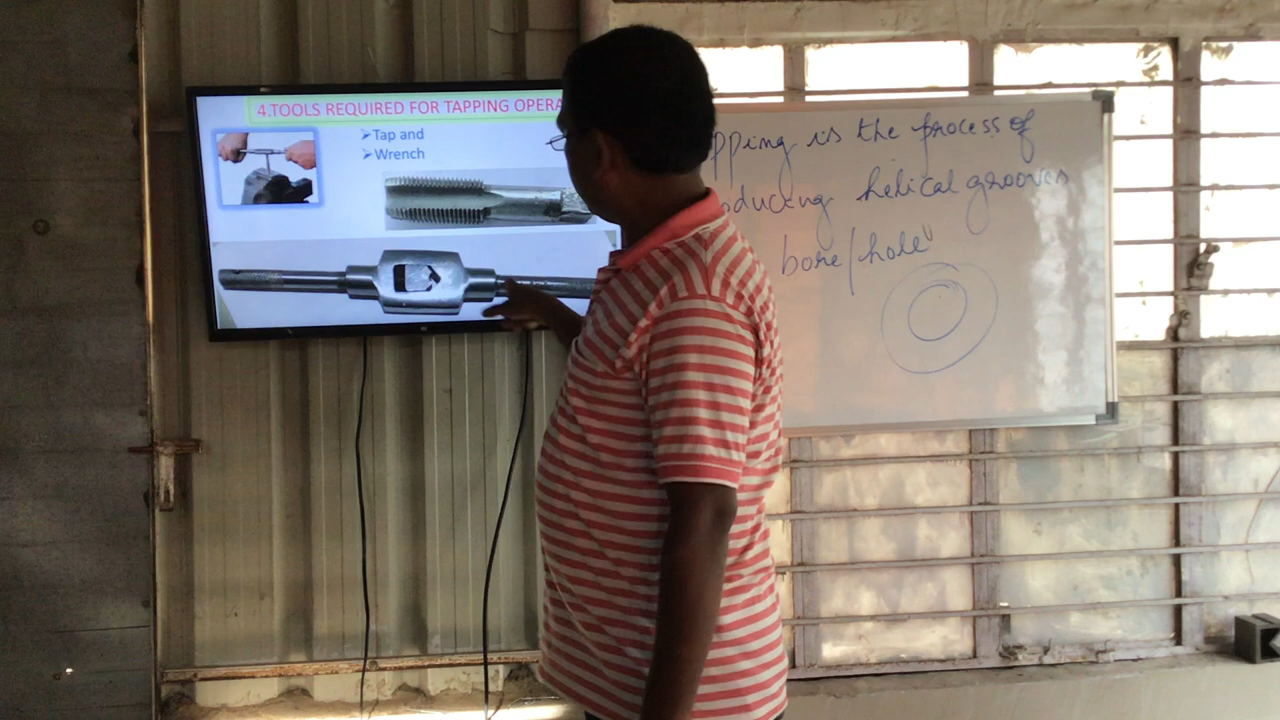 4.TOOLS REQUIRED FOR TAPPING OPERA
➢Tap and
➢Wrench
pping is the process of
oducing helical grooves
bore/hole